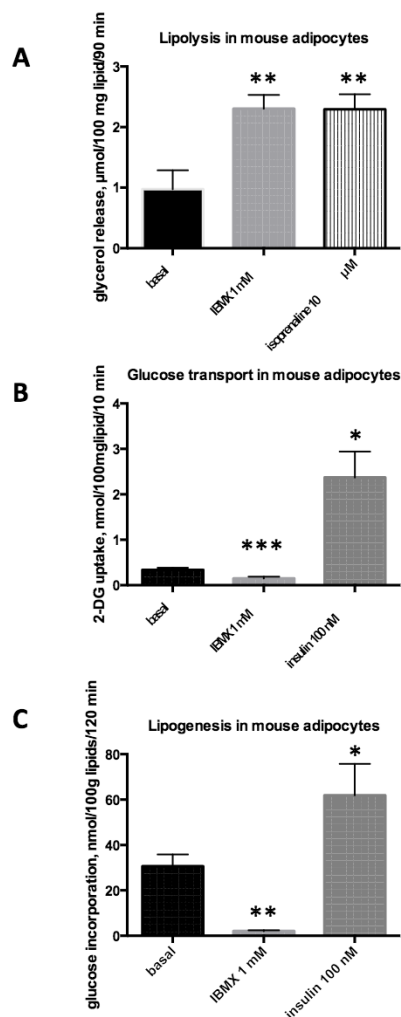 A
Lipolysis in mouse adipocytes
glycerol release, µmol/100 mg lipid/90 min
3
2
1
0
** **
basal
IBMX 1 mM
isoprenaline 10
µM
B
Glucose transport in mouse adipocytes
2-DG uptake, nmol/100mglipid/10 min
4
3
2
1
0
***
*
basal
IBMX 1 mM
insulin 100 nM
C
Lipogenesis in mouse adipocytes
glucose incorporation, nmol/100g lipids/120 min
80
60
40
20
0
**
*
basal
IBMX 1 mM
insulin 100 nM